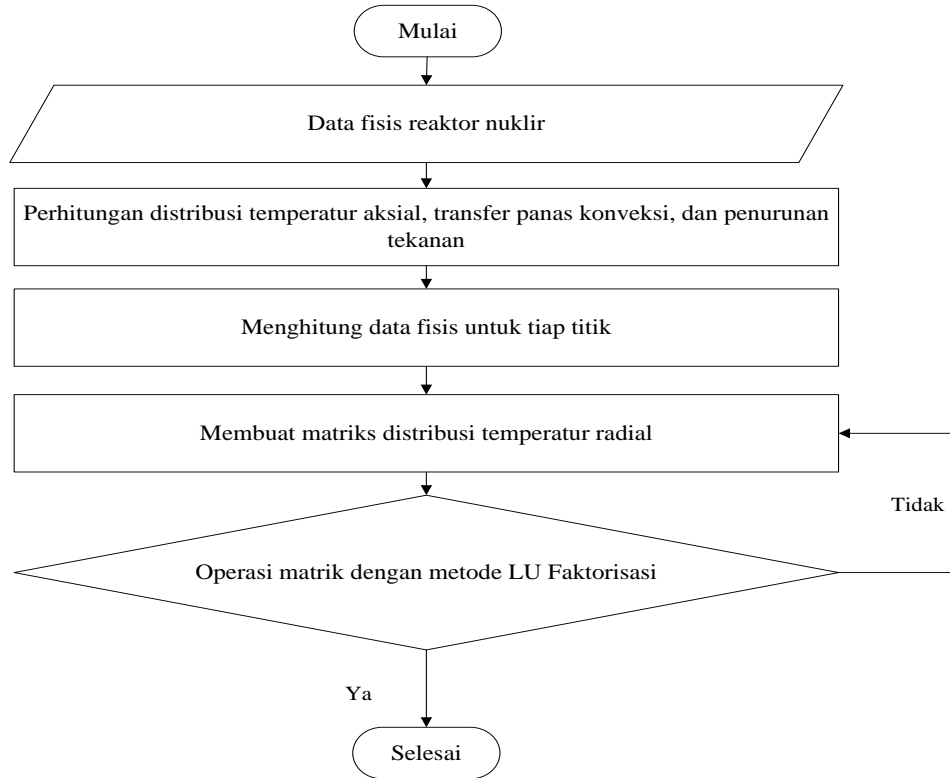 Mulai
Data fisis reaktor nuklir
Perhitungan distribusi temperatur aksial, transfer panas konveksi, dan penurunan
tekanan
Menghitung data fisis untuk tiap titik
Membuat matriks distribusi temperatur radial
Tidak
Operasi matrik dengan metode LU Faktorisasi
Ya
Selesai